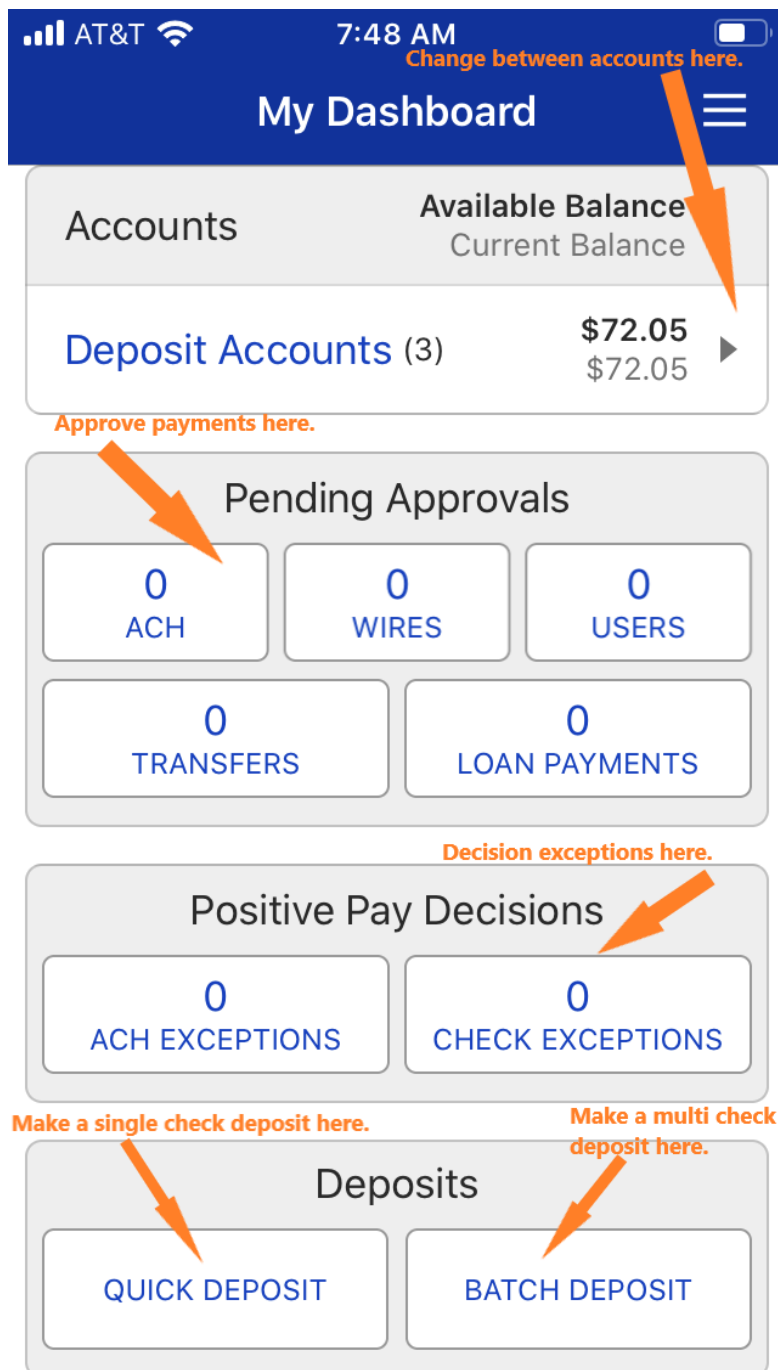 AT&T 7:48 AM
Change between accounts here.
My Dashboard
Accounts
Available Balance
Current Balance
Deposit Accounts (3)
$72.05
$72.05
Approve payments here.
Pending Approvals
0
ACH
0
WIRES
0
USERS
0
TRANSFERS
0
LOAN PAYMENTS
Decision exceptions here.
Positive Pay Decisions
0
ACH EXCEPTIONS
0
CHECK EXCEPTIONS
Make a single check deposit here.
Make a multi check
deposit here.
Deposits
QUICK DEPOSIT
BATCH DEPOSIT